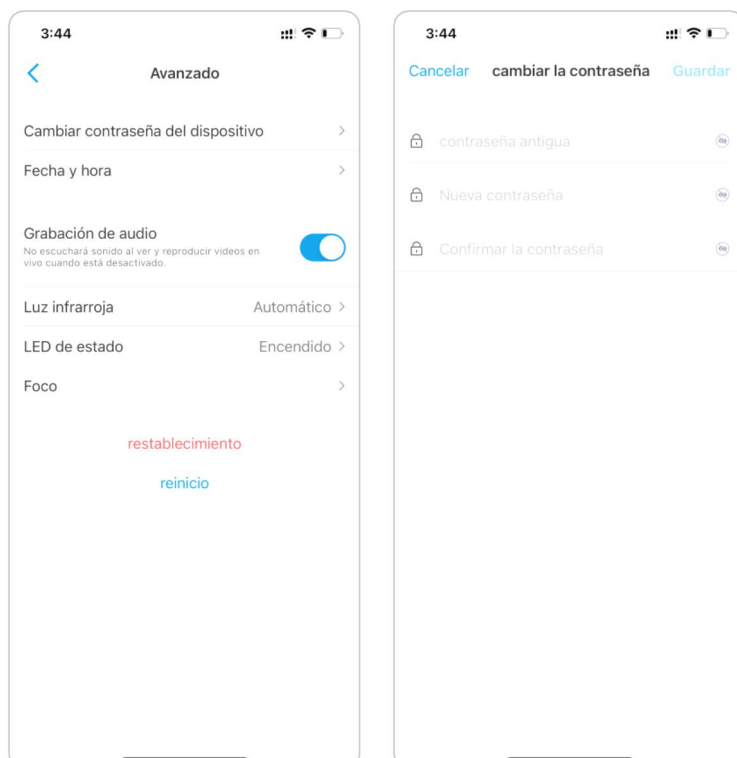 3:44
Avanzado
Cambiar contraseña del dispositivo
Fecha y hora
Grabación de audio
No escuchará sonido al ver y reproducir videos en
vivo cuando está desactivado.
Luz infrarroja Automático
LED de estado Encendido
Foco
restablecimiento
reinicio
3:44
Cancelar cambiar la contraseña Guardar
contraseña antigua
Nueva contraseña
Confirmar la contraseña